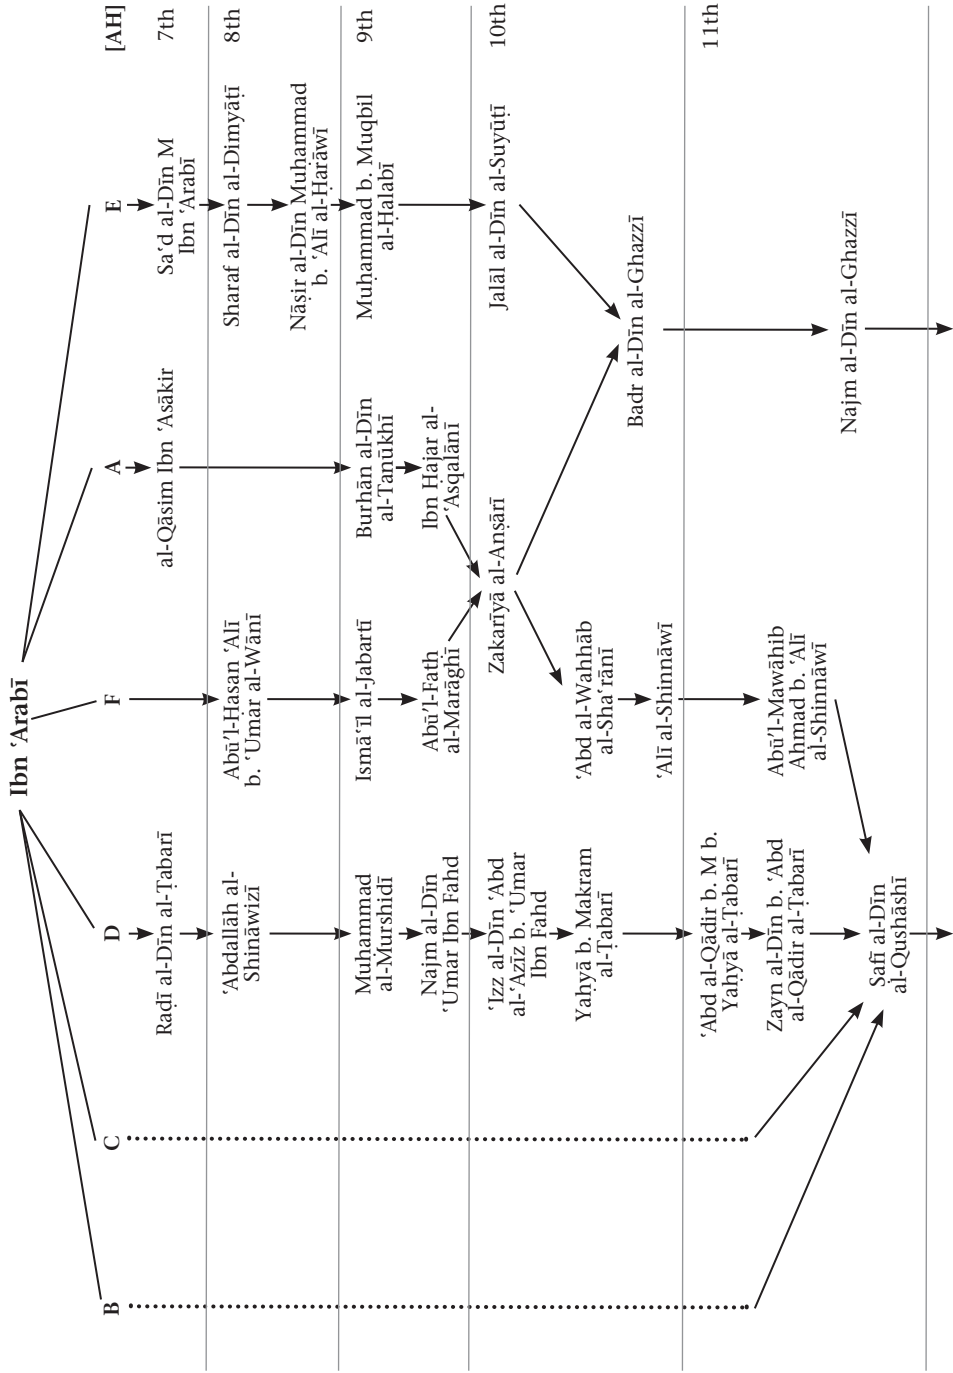 Ibn ʿArabī
B
C
D
F
A
E
[AH]
Raḍī al-Dīn al-Ṭabarī
al-Qāsim Ibn ʿAsākir
Saʿd al-Dīn M
Ibn ʿArabī
7th
ʿAbdallāh al-
Shināwizī
Abū’l-Ḥasan ʿAlī
b. ʿUmar al-Wānī
Sharaf al-Dīn al-Dimyāṭī
8th
Nāṣir al-Dīn Muḥammad
b. ʿAlī al-Ḥarāwī
Muḥammad
al-Murshidī
Ismāʿīl al-Jabartī
Burhān al-Dīn
al-Tanūkhī
Muḥammad b. Muqbil
al-Ḥalabī
9th
Najm al-Dīn
ʿUmar Ibn Fahd
Abū’l-Fatḥ
al-Marāghī
Ibn Ḥajar al-
ʿAsqalānī
ʿIzz al-Dīn ʿAbd
al-ʿAzīz b. ʿUmar
Ibn Fahd
Zakarīyā al-Anṣārī
Jalāl al-Dīn al-Suyūṭī
10th
Yaḥyā b. Makram
al-Ṭabarī
ʿAbd al-Wahhāb
al-Shaʿrānī
Badr al-Dīn al-Ghazzī
ʿAlī al-Shinnāwī
ʿAbd al-Qādir b. M b.
Yaḥyā al-Ṭabarī
11th
Zayn al-Dīn b. ʿAbd
al-Qādir al-Ṭabarī
Abū’l-Mawāhib
Aḥmad b. ʿAlī
al-Shinnāwī
Najm al-Dīn al-Ghazzī
Ṣafī al-Dīn
al-Qushāshī